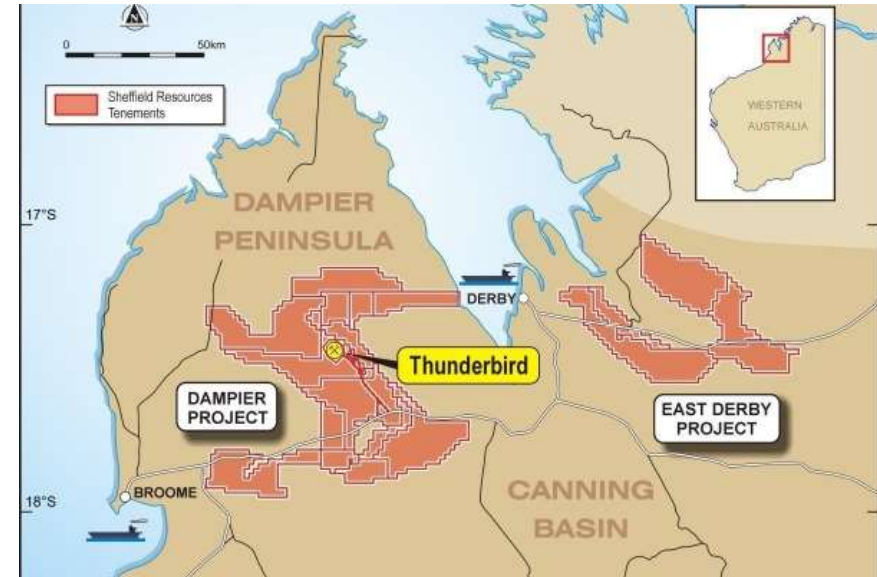 N
0
50km
Sheffield Resources
Tenements
WESTERN
AUSTRALIA
17°S
DAMPIER
PENINSULA
DERBY
Thunderbird
DAMPIER
PROJECT
EAST DERBY
PROJECT
BROOME
18°S
CANNING
BASIN